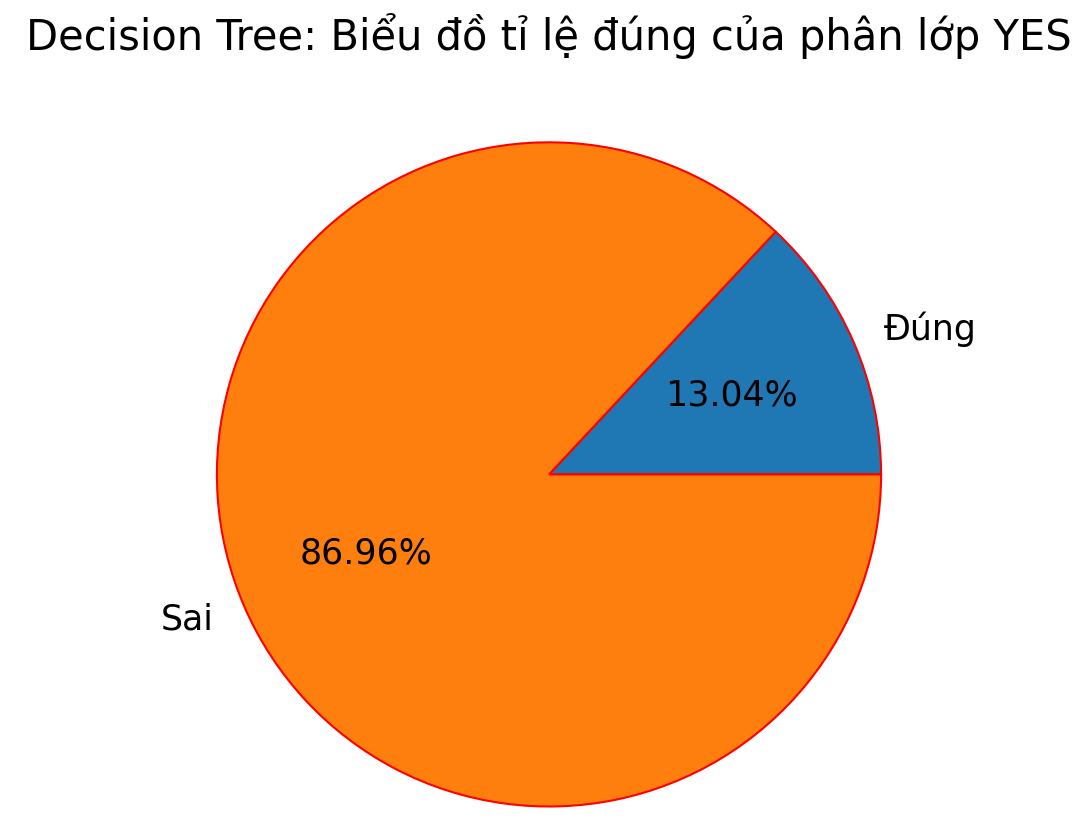 Decision Tree: Biểu đồ tỉ lệ đúng của phân lớp YES
Đúng
13.04%
86.96%
Sai